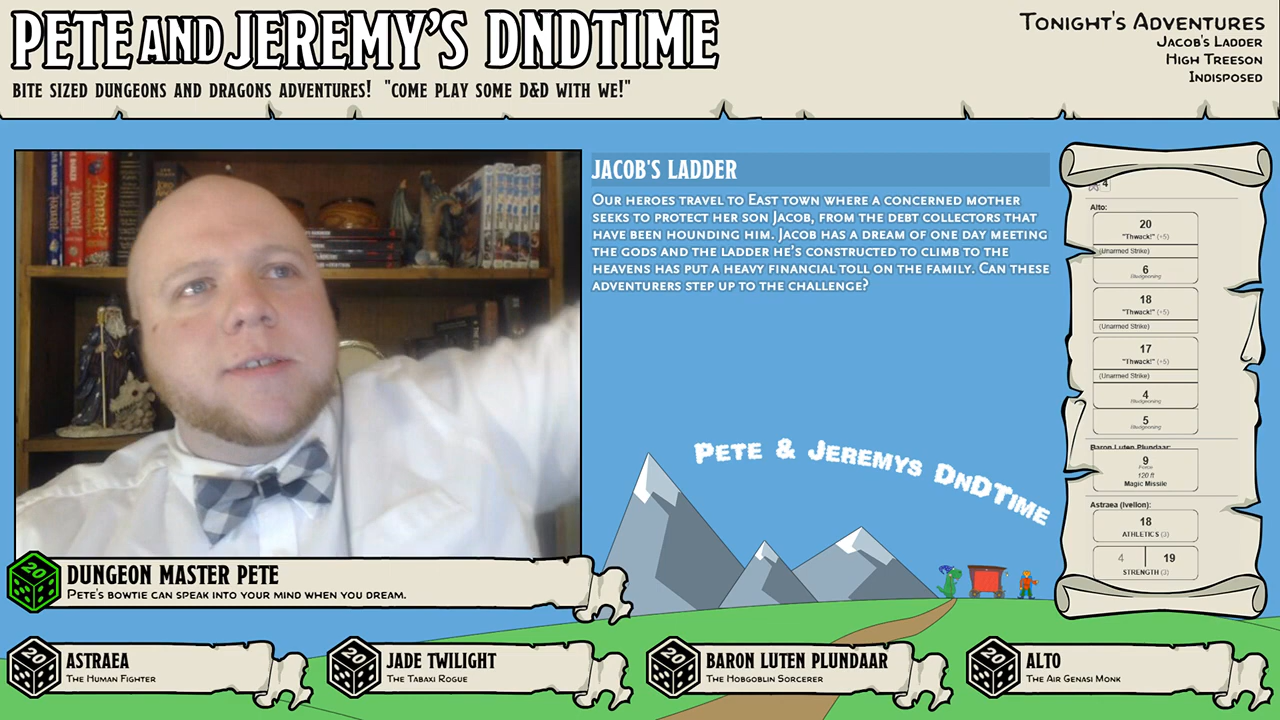 PETE AND JEREMY'S DNDTIME
BITE SIZED DUNGEONS AND DRAGONS ADVENTURES! "COME PLAY SOME D&D WITH WE!"
TONIGHT'S ADVENTURES
JACOB'S LADDER
HIGH TREESON
INDISPOSED
JACOB'S LADDER
OUR HEROES TRAVEL TO EAST TOWN WHERE A CONCERNED MOTHER
SEEKS TO PROTECT HER SON JACOB, FROM THE DEBT COLLECTORS THAT
HAVE BEEN HOUNDING HIM. JACOB HAS A DREAM OF ONE DAY MEETING
THE GODS AND THE LADDER HE'S CONSTRUCTED TO CLIMB TO THE
HEAVENS HAS PUT A HEAVY FINANCIAL TOLL ON THE FAMILY. CAN THESE
ADVENTURERS STEP UP TO THE CHALLENGE?
PETE & JEREMYS DNDTIME
4
Alto:
20
"Thwack!" (+5)
(Unarmed Strike)
6
Bludgeoning
18
"Thwack!" (+5)
(Unarmed Strike)
17
"Thwack!" (+5)
(Unarmed Strike)
4
Bludgeoning
5
Bludgeoning
Baron Luten Plundaar:
9
Force
120 ft
Magic Missile
Astraea (Ivellon):
18
ATHLETICS (3)
4 19
STRENGTH (3)
20
DUNGEON MASTER PETE
PETE'S BOWTIE CAN SPEAK INTO YOUR MIND WHEN YOU DREAM.
20
ASTRAEA
THE HUMAN FIGHTER
20
JADE TWILIGHT
THE TABAXI ROGUE
20
BARON LUTEN PLUNDAAR
THE HOBGOBLIN SORCERER
20
ALTO
THE AIR GENASI MONK